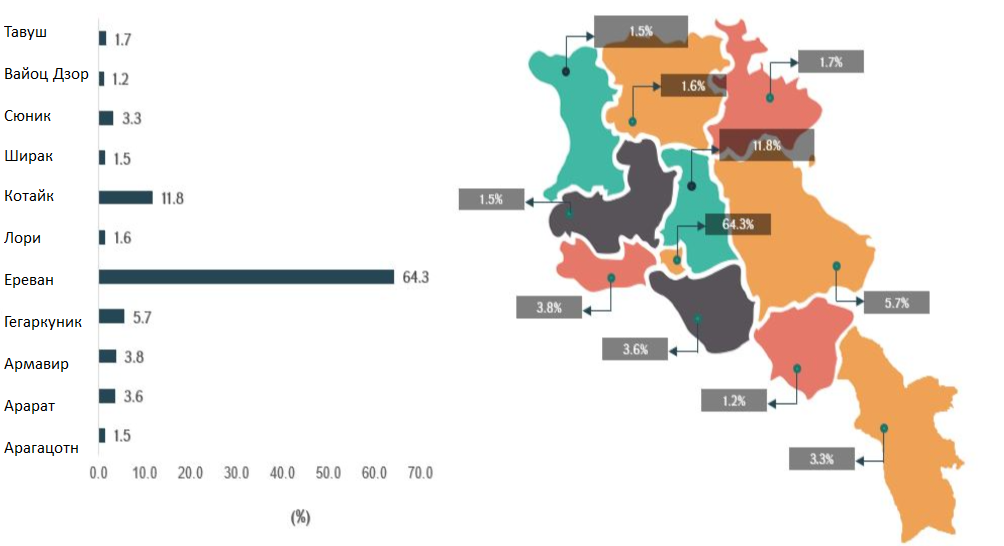 Тавуш 1.7
Вайоц Дзор 1.2
Сюник 3.3
Ширак 1.5
Котайк 11.8
Лори 1.6
Ереван 64.3
Гегаркуник 5.7
Армавир 3.8
Арарат 3.6
Арагацотн 1.5
0.0 10.0 20.0 30.0 40.0 50.0 60.0 70.0
(%)
1.5%
1.7%
1.6%
11.8%
1.5%
64.3%
3.8%
5.7%
3.6%
1.2%
3.3%